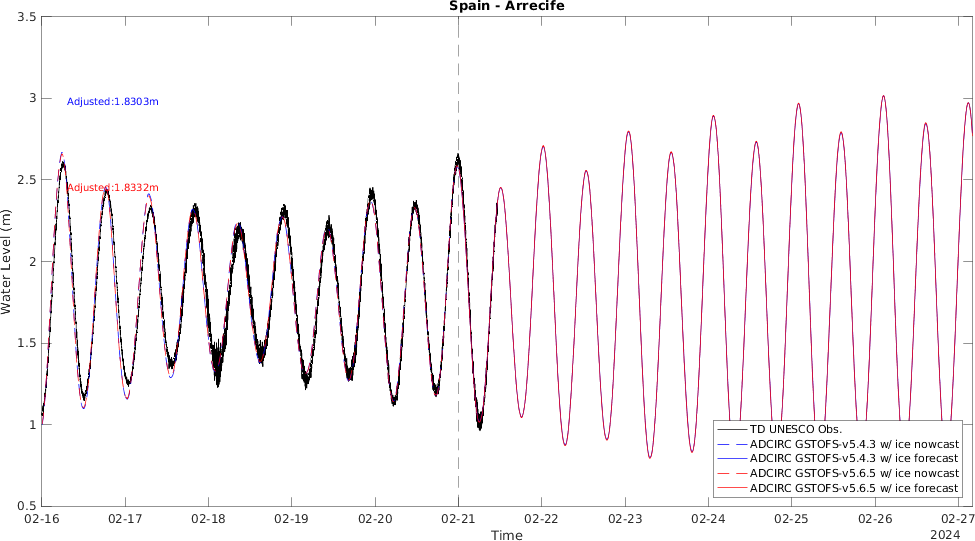 Spain - Arrecife
3.5
3
2.5
2
1.5
1
0.5
Water Level (m)
Adjusted:1.8303m
Adjusted:1.8332m
TD UNESCO Obs.
ADCIRC GSTOFS-v5.4.3 w/ ice nowcast
ADCIRC GSTOFS-v5.4.3 w/ ice forecast
ADCIRC GSTOFS-v5.6.5 w/ ice nowcast
ADCIRC GSTOFS-v5.6.5 w/ ice forecast
02-16 02-17 02-18 02-19 02-20 02-21 02-22 02-23 02-24 02-25 02-26 02-27
Time
2024